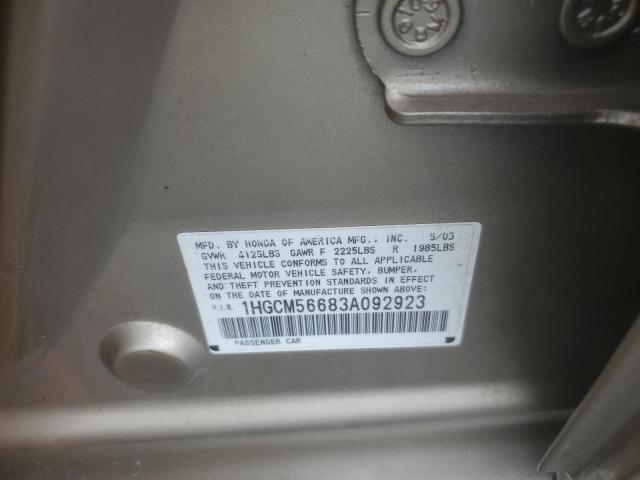 MFD. BY HONDA OF AMERICA MFG., INC. 5/03
GVWR 4125LBS GAWR F 2225LBS R 1985LBS
THIS VEHICLE CONFORMS TO ALL APPLICABLE
FEDERAL MOTOR VEHICLE SAFETY, BUMPER,
AND THEFT PREVENTION STANDARDS IN EFFECT
ON THE DATE OF MANUFACTURE SHOWN ABOVE.
V.I.N. 1HGCM56683A092923
PASSENGER CAR